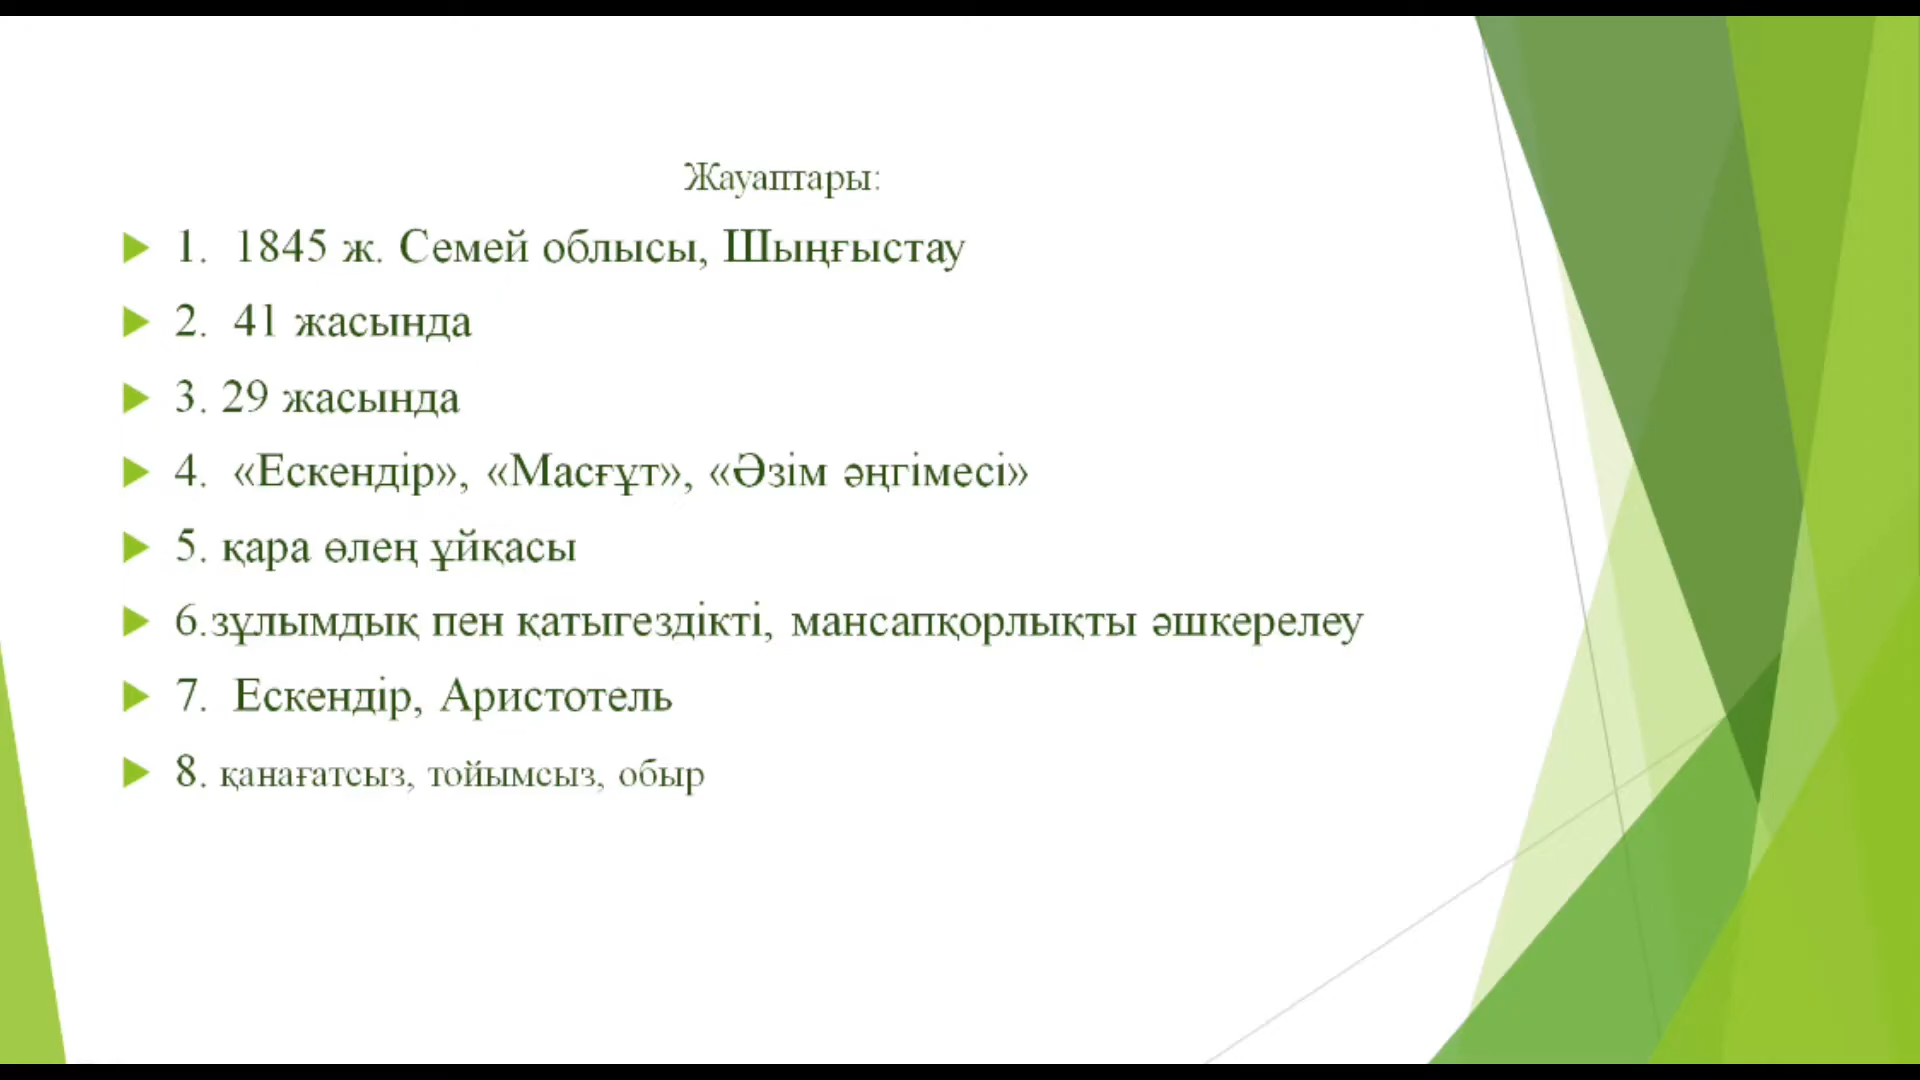 Жауаптары:
1. 1845 ж. Семей облысы, Шыңғыстау
2. 41 жасында
3. 29 жасында
4. «Ескендір», «Масғұт», «Әзім әңгімесі»
5. қара өлең ұйқасы
6.зұлымдық пен қатыгездікті, мансапқорлықты әшкерелеу
7. Ескендір, Аристотель
8. қанағатсыз, тойымсыз, обыр